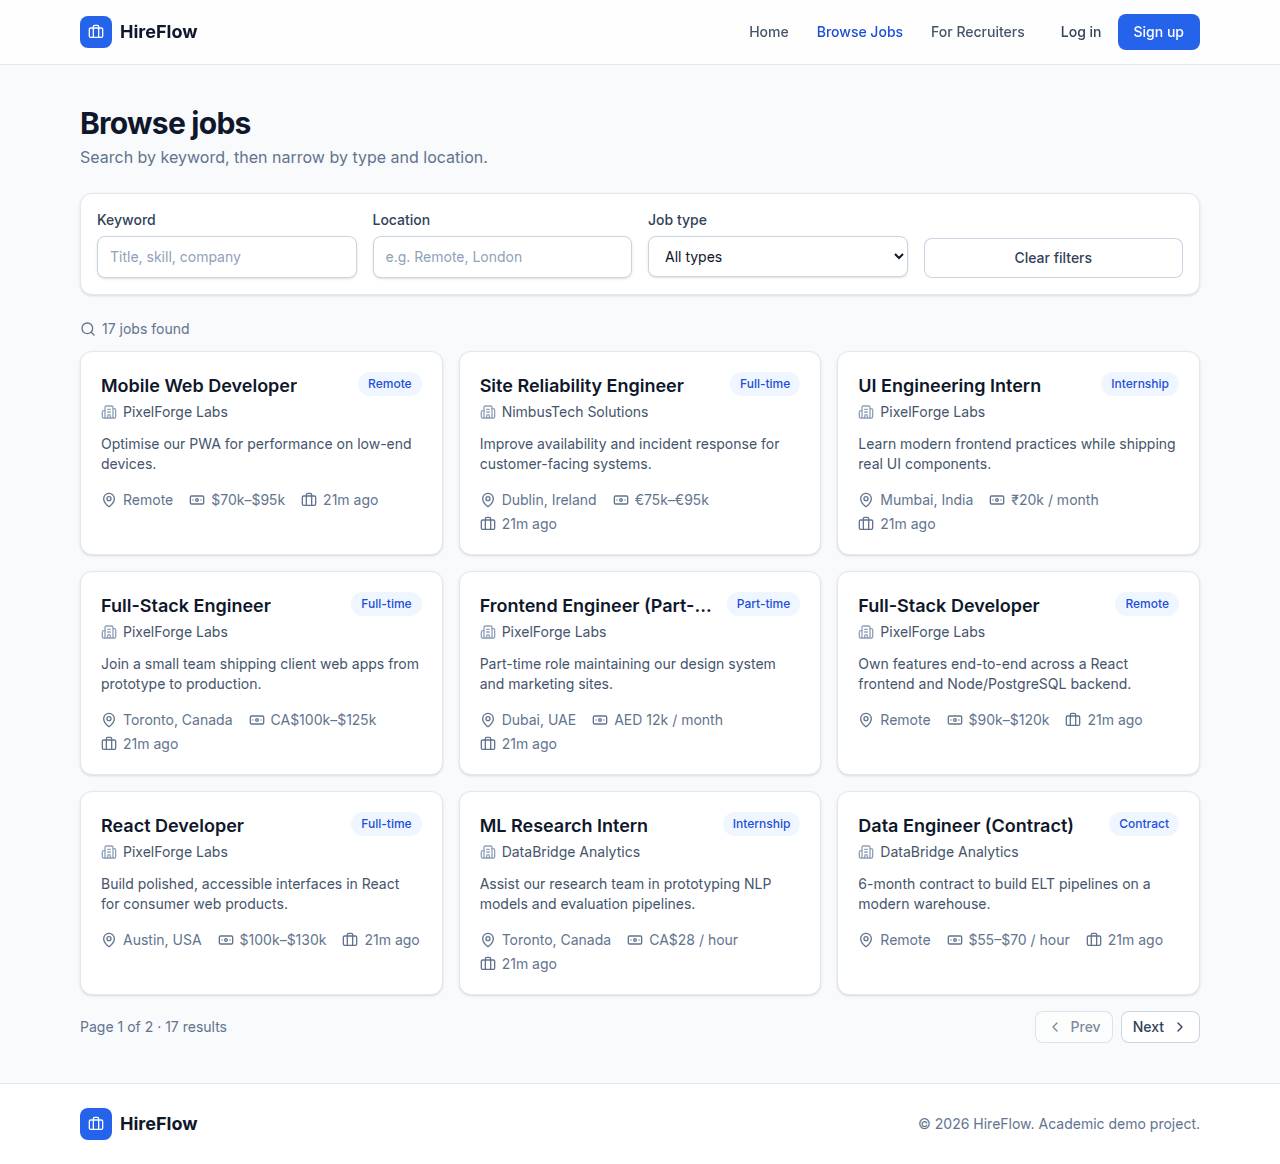 HireFlow
Home
Browse Jobs
For Recruiters
Log in
Sign up
Browse jobs
Search by keyword, then narrow by type and location.
Keyword
Title, skill, company
Location
e.g. Remote, London
Job type
All types
Clear filters
17 jobs found
Mobile Web Developer
Remote
PixelForge Labs
Optimise our PWA for performance on low-end
devices.
Remote
$70k–$95k
21m ago
Site Reliability Engineer
Full-time
NimbusTech Solutions
Improve availability and incident response for
customer-facing systems.
Dublin, Ireland
€75k–€95k
21m ago
UI Engineering Intern
Internship
PixelForge Labs
Learn modern frontend practices while shipping
real UI components.
Mumbai, India
₹20k / month
21m ago
Full-Stack Engineer
Full-time
PixelForge Labs
Join a small team shipping client web apps from
prototype to production.
Toronto, Canada
CA$100k–$125k
21m ago
Frontend Engineer (Part-...
Part-time
PixelForge Labs
Part-time role maintaining our design system
and marketing sites.
Dubai, UAE
AED 12k / month
21m ago
Full-Stack Developer
Remote
PixelForge Labs
Own features end-to-end across a React
frontend and Node/PostgreSQL backend.
Remote
$90k–$120k
21m ago
React Developer
Full-time
PixelForge Labs
Build polished, accessible interfaces in React
for consumer web products.
Austin, USA
$100k–$130k
21m ago
ML Research Intern
Internship
DataBridge Analytics
Assist our research team in prototyping NLP
models and evaluation pipelines.
Toronto, Canada
CA$28 / hour
21m ago
Data Engineer (Contract)
Contract
DataBridge Analytics
6-month contract to build ELT pipelines on a
modern warehouse.
Remote
$55–$70 / hour
21m ago
Page 1 of 2 · 17 results
Prev
Next
HireFlow
© 2026 HireFlow. Academic demo project.